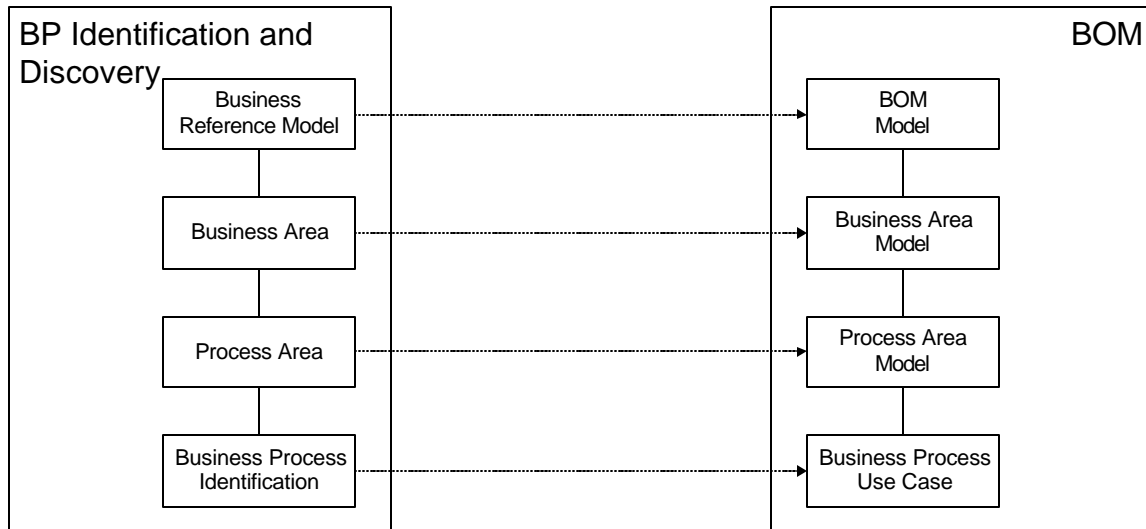 BP Identification and
Discovery
BOM
Business
Reference Model
BOM
Model
Business Area
Business Area
Model
Process Area
Process Area
Model
Business Process
Identification
Business Process
Use Case